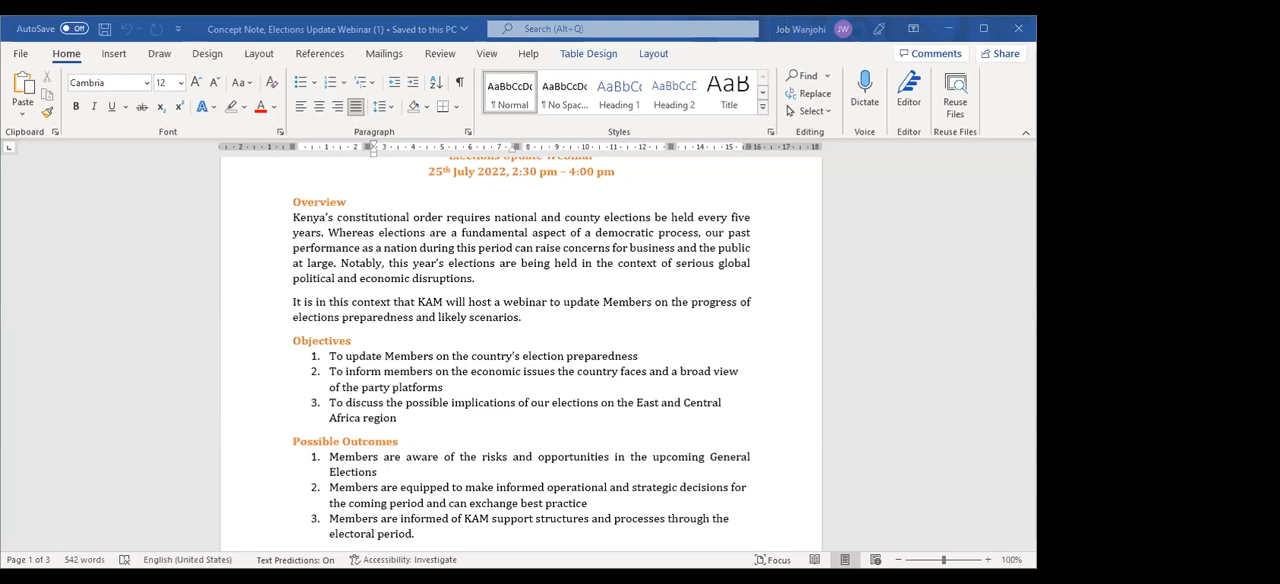 AutoSave Off Concept Note, Elections Update Webinar (1) • Saved to this PC Search (Alt+Q) Job Wanjohi JW
File Home Insert Draw Design Layout References Mailings Review View Help Table Design Layout Comments Share
Paste
Clipboard
Cambria 12
Font
Paragraph
AaBbCcDc AaBbCcDc AaBbCc AaBbCcD AaB
¶ Normal ¶ No Spac... Heading 1 Heading 2 Title
Styles
Find
Replace
Select
Editing
Dictate
Voice
Editor
Editor
Reuse
Files
Reuse Files
Elections Update Webinar
25th July 2022, 2:30 pm – 4:00 pm
Overview
Kenya's constitutional order requires national and county elections be held every five
years. Whereas elections are a fundamental aspect of a democratic process, our past
performance as a nation during this period can raise concerns for business and the public
at large. Notably, this year's elections are being held in the context of serious global
political and economic disruptions.
It is in this context that KAM will host a webinar to update Members on the progress of
elections preparedness and likely scenarios.
Objectives
1. To update Members on the country's election preparedness
2. To inform members on the economic issues the country faces and a broad view
of the party platforms
3. To discuss the possible implications of our elections on the East and Central
Africa region
Possible Outcomes
1. Members are aware of the risks and opportunities in the upcoming General
Elections
2. Members are equipped to make informed operational and strategic decisions for
the coming period and can exchange best practice
3. Members are informed of KAM support structures and processes through the
electoral period.
Page 1 of 3 542 words English (United States) Text Predictions: On Accessibility: Investigate Focus 100%